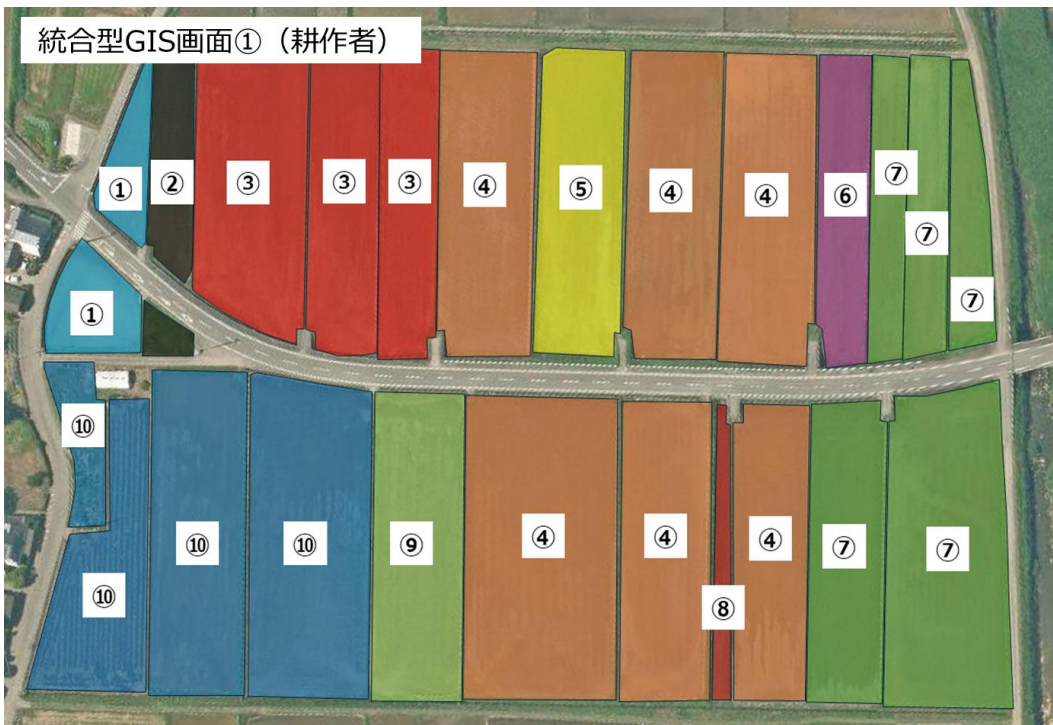 統合型GIS画面①（耕作者）
① ② ③ ③ ③ ④ ⑤ ④ ④ ⑥ ⑦
⑦
⑦
①
⑩
⑩ ⑩ ⑩ ⑨ ④ ④ ④ ⑦ ⑦
⑧